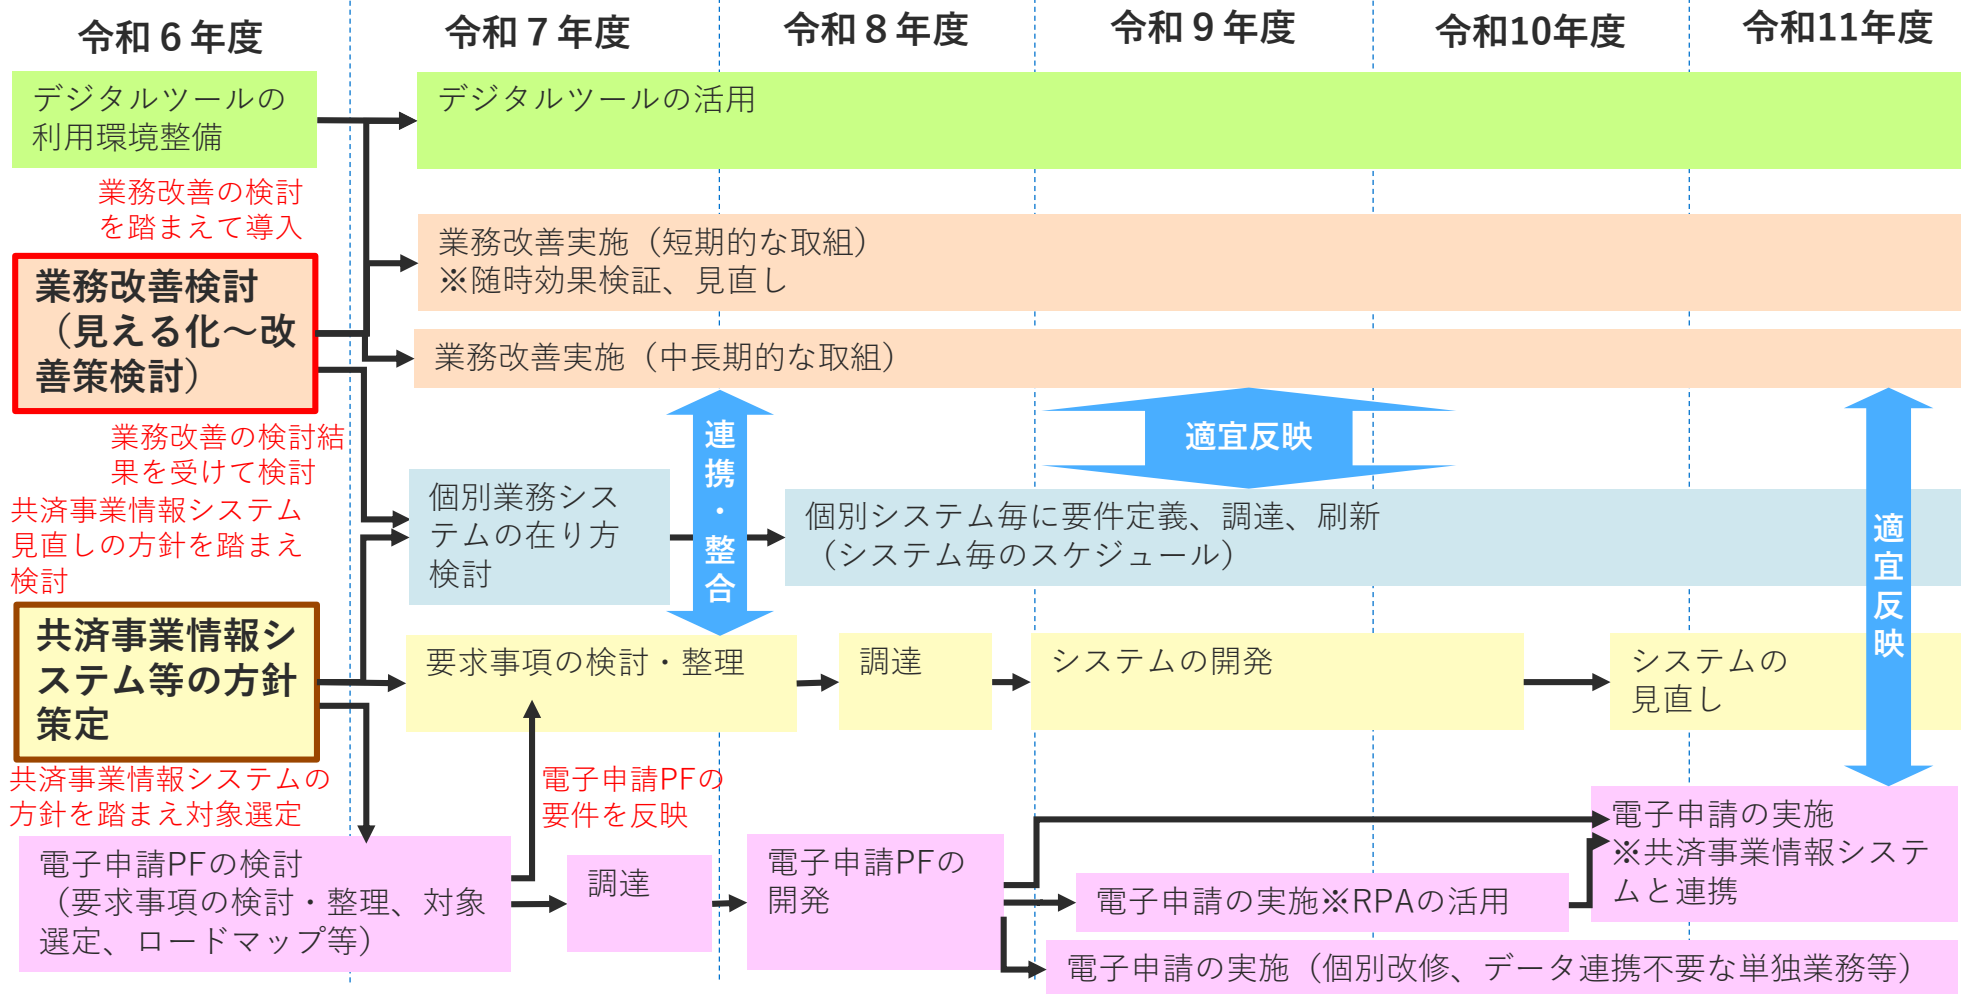 令和６年度
令和７年度
令和８年度
令和９年度
令和10年度
令和11年度
デジタルツールの
利用環境整備
デジタルツールの活用
業務改善の検討
を踏まえて導入
業務改善実施（短期的な取組）
※随時効果検証、見直し
業務改善検討
（見える化～改
善策検討）
業務改善実施（中長期的な取組）
連携・整合
適宜反映
適宜反映
業務改善の検討結
果を受けて検討
共済事業情報システム
見直しの方針を踏まえ
検討
個別業務シス
テムの在り方
検討
個別システム毎に要件定義、調達、刷新
（システム毎のスケジュール）
共済事業情報シ
ステム等の方針
策定
要求事項の検討・整理
調達
システムの開発
システムの
見直し
共済事業情報システムの
方針を踏まえ対象選定
電子申請PFの
要件を反映
電子申請PFの検討
（要求事項の検討・整理、対象
選定、ロードマップ等）
調達
電子申請PFの
開発
電子申請の実施※RPAの活用
電子申請の実施
※共済事業情報システ
ムと連携
電子申請の実施（個別改修、データ連携不要な単独業務等）